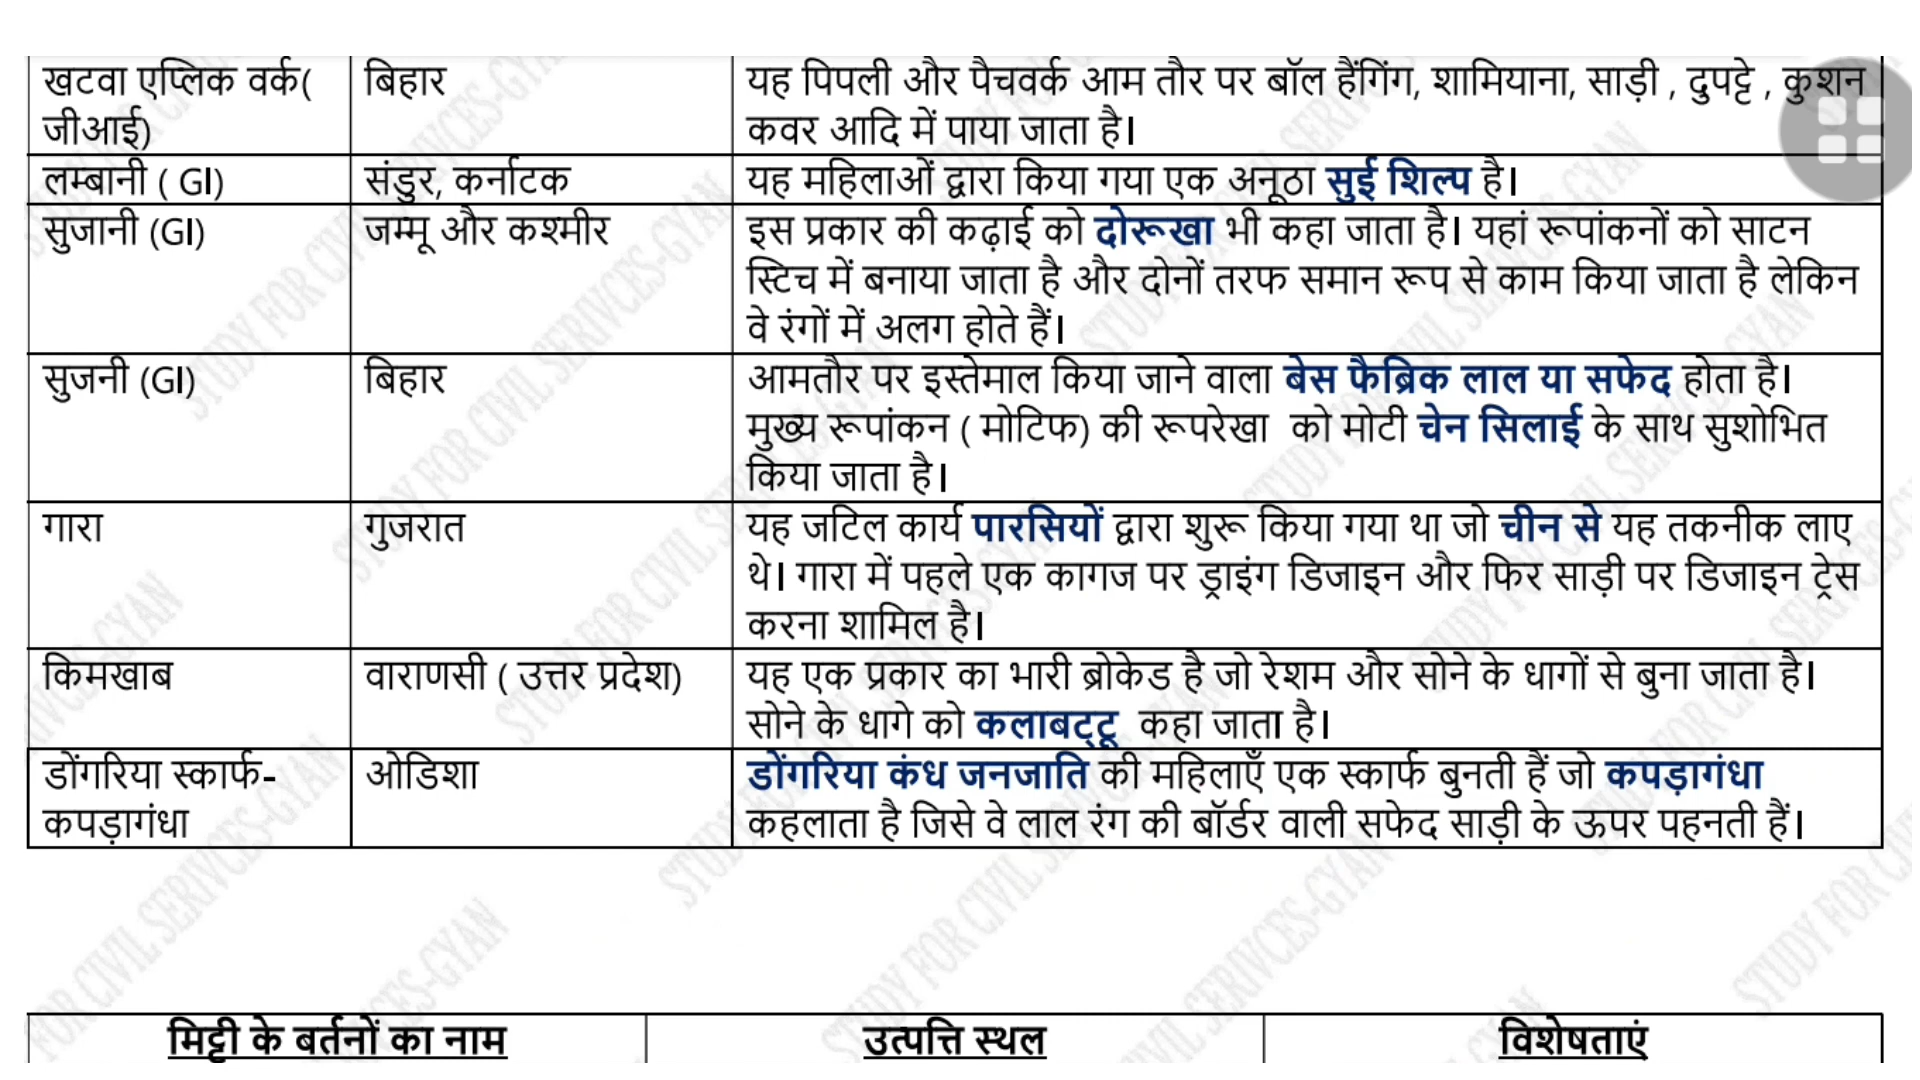 खटवा एप्लिक वर्क(
जीआई)
बिहार
यह पिपली और पैचवर्क आम तौर पर बॉल हैंगिंग, शामियाना, साड़ी , दुपट्टे , कुशन
कवर आदि में पाया जाता है।
लम्बानी ( GI)
संडुर, कर्नाटक
यह महिलाओं द्वारा किया गया एक अनूठा सुई शिल्प है।
सुजानी (GI)
जम्मू और कश्मीर
इस प्रकार की कढ़ाई को दोरूखा भी कहा जाता है। यहां रूपांकनों को साटन
स्टिच में बनाया जाता है और दोनों तरफ समान रूप से काम किया जाता है लेकिन
वे रंगों में अलग होते हैं।
सुजनी (GI)
बिहार
आमतौर पर इस्तेमाल किया जाने वाला बेस फैब्रिक लाल या सफेद होता है।
मुख्य रूपांकन ( मोटिफ) की रूपरेखा को मोटी चेन सिलाई के साथ सुशोभित
किया जाता है।
गारा
गुजरात
यह जटिल कार्य पारसियों द्वारा शुरू किया गया था जो चीन से यह तकनीक लाए
थे। गारा में पहले एक कागज पर ड्राइंग डिजाइन और फिर साड़ी पर डिजाइन ट्रेस
करना शामिल है।
किमखाब
वाराणसी ( उत्तर प्रदेश)
यह एक प्रकार का भारी ब्रोकेड है जो रेशम और सोने के धागों से बुना जाता है।
सोने के धागे को कलाबट्टू कहा जाता है।
डोंगरिया स्कार्फ-
कपड़ागंधा
ओडिशा
डोंगरिया कंध जनजाति की महिलाएँ एक स्कार्फ बुनती हैं जो कपड़ागंधा
कहलाता है जिसे वे लाल रंग की बॉर्डर वाली सफेद साड़ी के ऊपर पहनती हैं।
मिट्टी के बर्तनों का नाम
उत्पत्ति स्थल
विशेषताएं
STUDY FOR CIVIL SERIVCES-GYAN